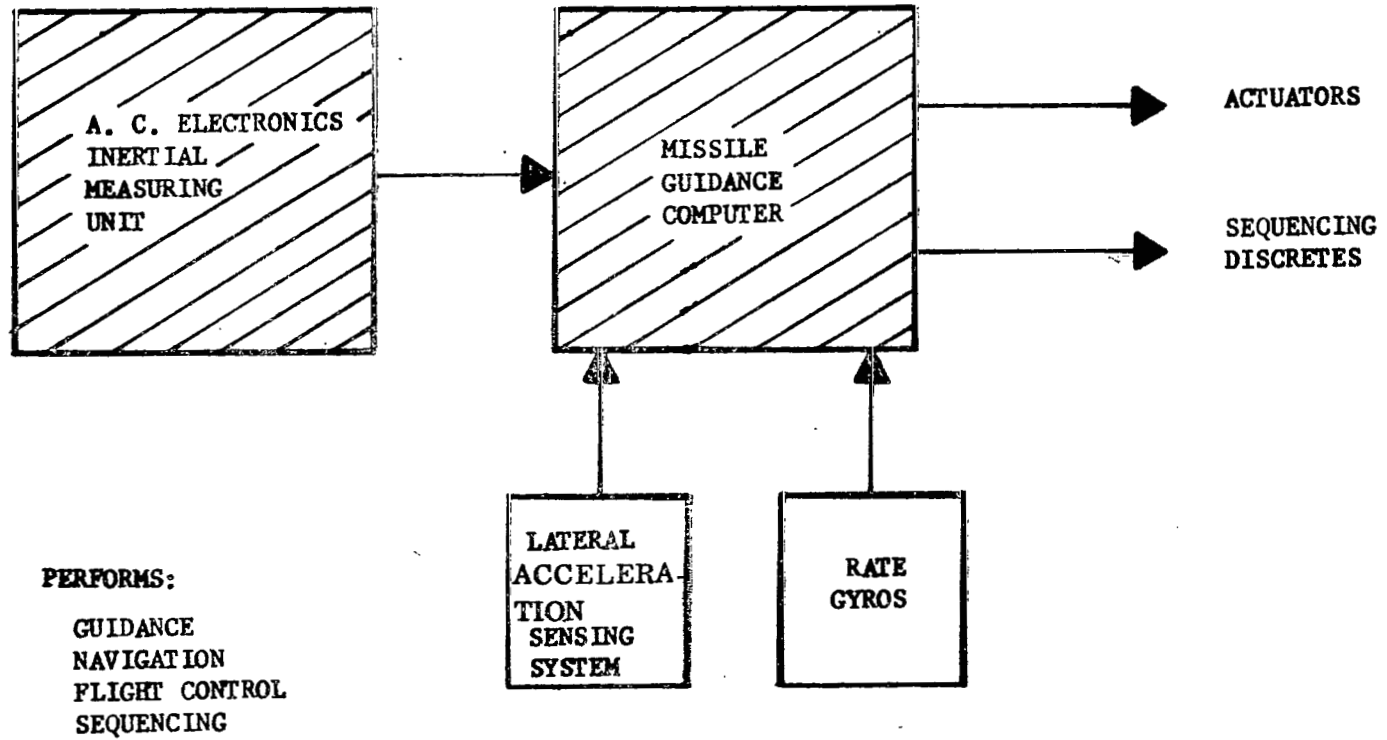 A. C. ELECTRONICS
INERTIAL
MEASURING
UNIT
MISSILE
GUIDANCE
COMPUTER
ACTUATORS
SEQUENCING
DISCRETES
LATERAL
ACCELERA-
TION
SENSING
SYSTEM
RATE
GYROS
PERFORMS:
GUIDANCE
NAVIGATION
FLIGHT CONTROL
SEQUENCING